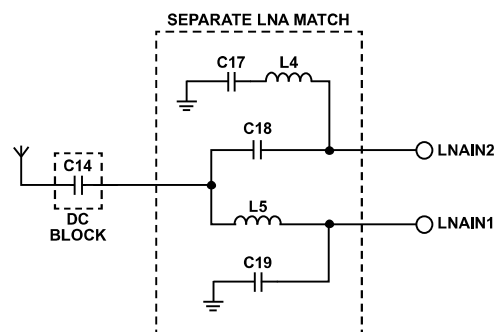 SEPARATE LNA MATCH
C17
L4
C18
LNAIN2
C14
DC
BLOCK
L5
LNAIN1
C19